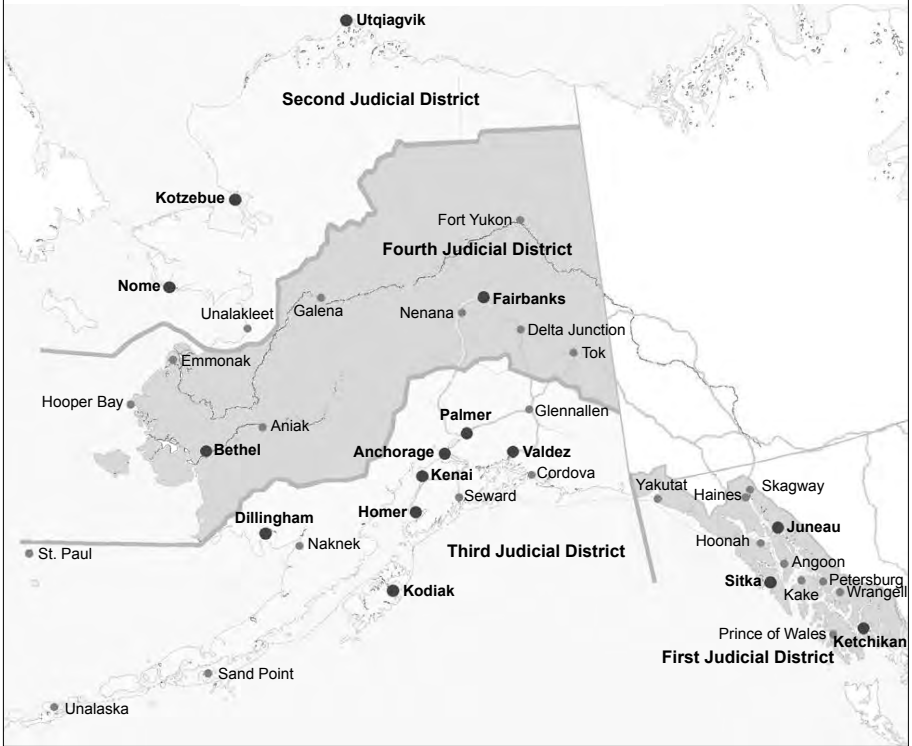 Utqiagvik
Second Judicial District
Kotzebue
Fort Yukon
Fourth Judicial District
Nome
Fairbanks
Galena
Nenana
Unalakleet
Delta Junction
Tok
Emmonak
Hooper Bay
Glennallen
Palmer
Aniak
Bethel
Anchorage
Valdez
Kenai
Cordova
Yakutat
Skagway
Haines
Seward
Homer
Dillingham
Juneau
Naknek
Hoonah
St. Paul
Third Judicial District
Angoon
Sitka
Petersburg
Kake
Wrangell
Kodiak
Prince of Wales
Ketchikan
First Judicial District
Sand Point
Unalaska